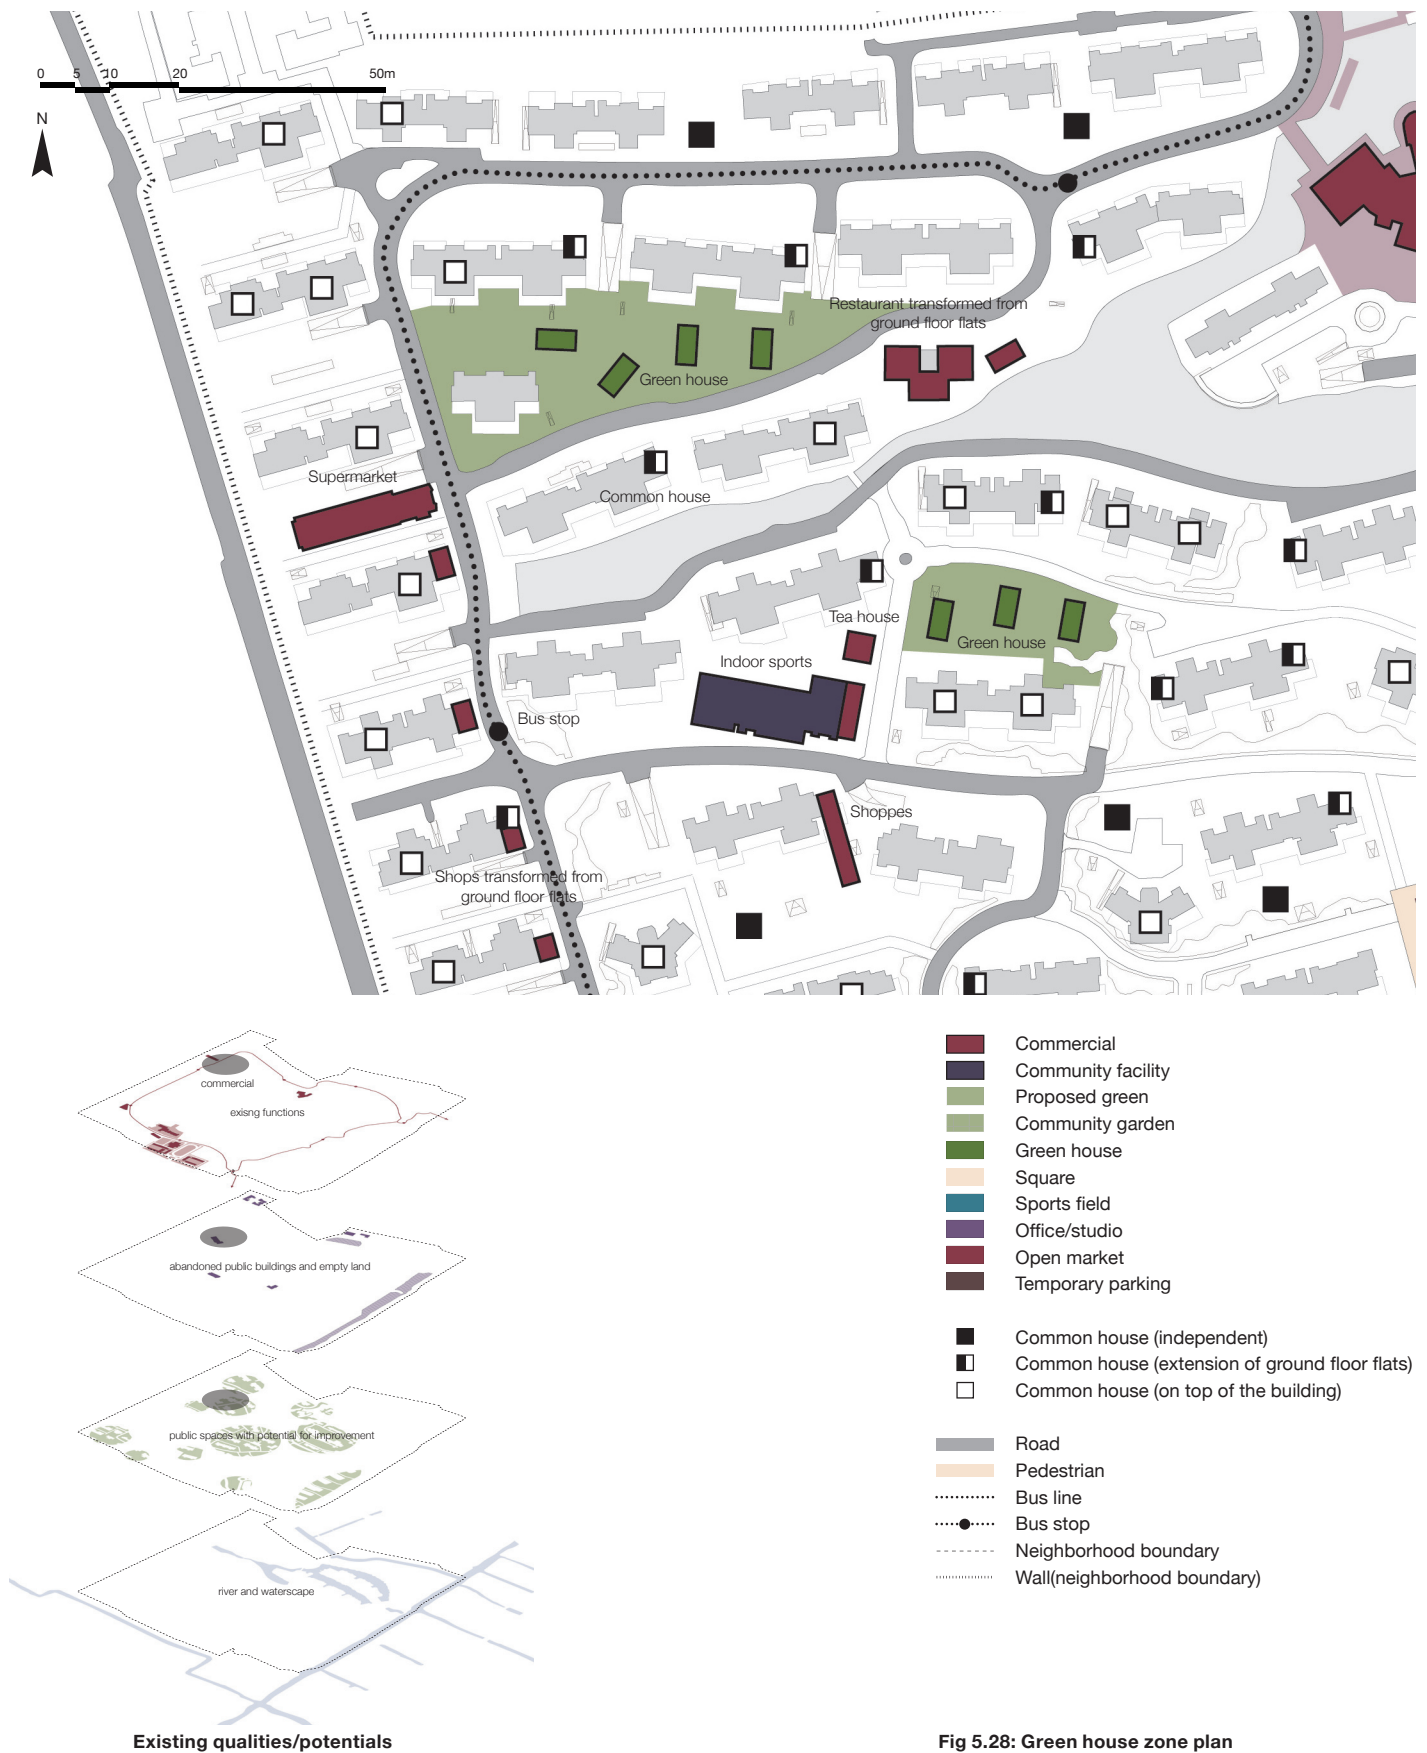 0 5 10 20 50m
N
Restaurant transformed from
ground floor flats
Green house
Supermarket
Common house
Tea house
Green house
Indoor sports
Bus stop
Shoppes
Shops transformed from
ground floor flats
commercial
exisng functions
abandoned public buildings and empty land
public spaces with potential for improvement
river and waterscape
Existing qualities/potentials
Commercial
Community facility
Proposed green
Community garden
Green house
Square
Sports field
Office/studio
Open market
Temporary parking
Common house (independent)
Common house (extension of ground floor flats)
Common house (on top of the building)
Road
Pedestrian
Bus line
Bus stop
Neighborhood boundary
Wall(neighborhood boundary)
Fig 5.28: Green house zone plan